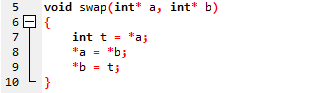 5 void swap(int* a, int* b)
6 {
7 int t = *a;
8 *a = *b;
9 *b = t;
10 }